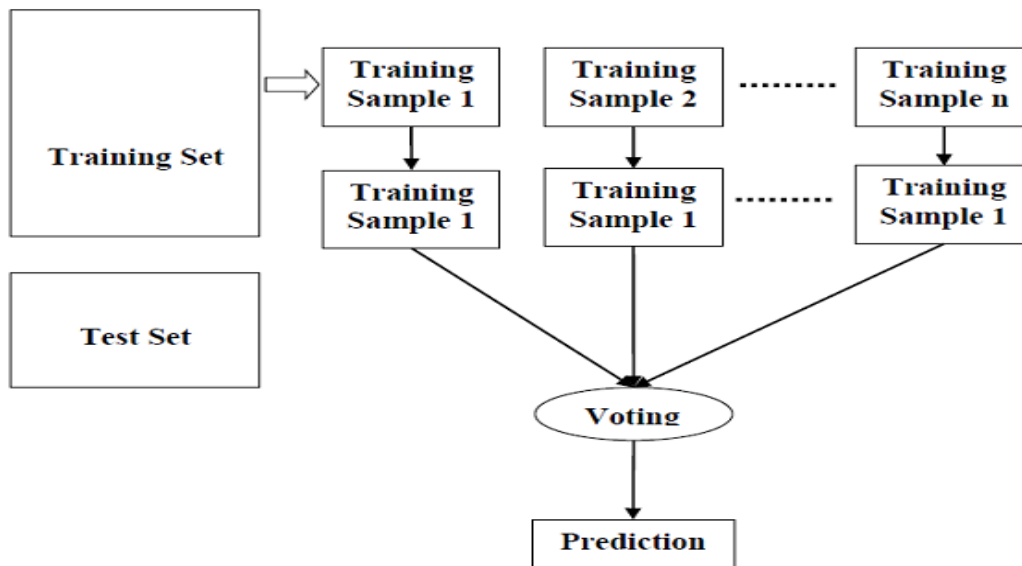 Training Set
Training
Sample 1
Training
Sample 2
Training
Sample n
Training
Sample 1
Training
Sample 1
Training
Sample 1
Test Set
Voting
Prediction